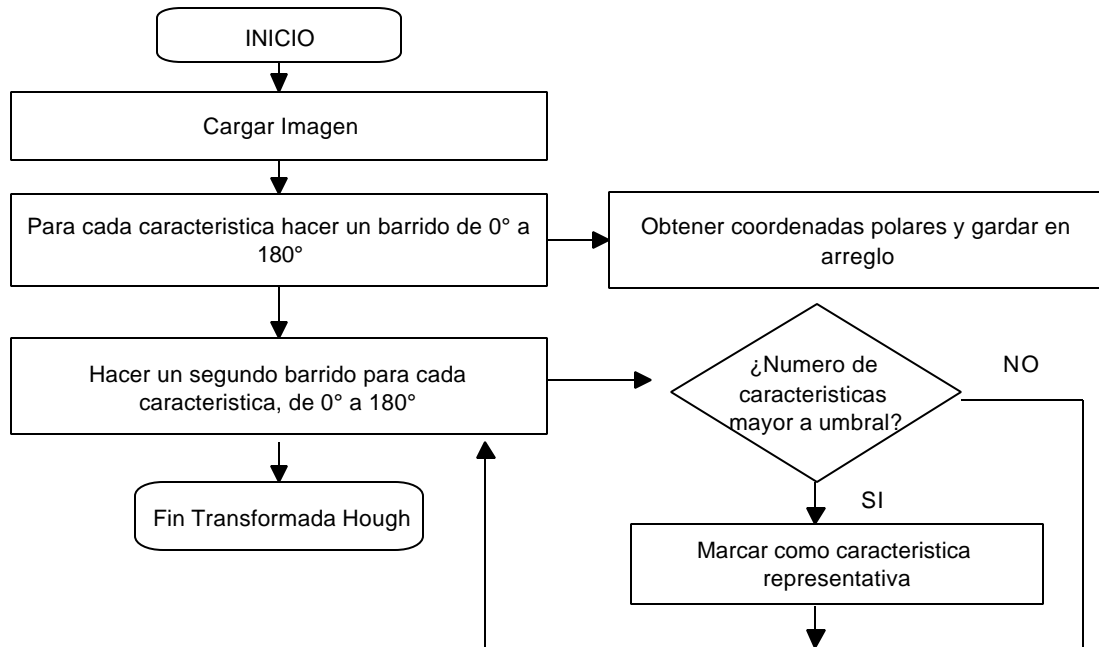 INICIO
Cargar Imagen
Para cada caracteristica hacer un barrido de 0° a
180°
Obtener coordenadas polares y gardar en
arreglo
Hacer un segundo barrido para cada
caracteristica, de 0° a 180°
¿Numero de
caracteristicas
mayor a umbral?
NO
SI
Fin Transformada Hough
Marcar como caracteristica
representativa